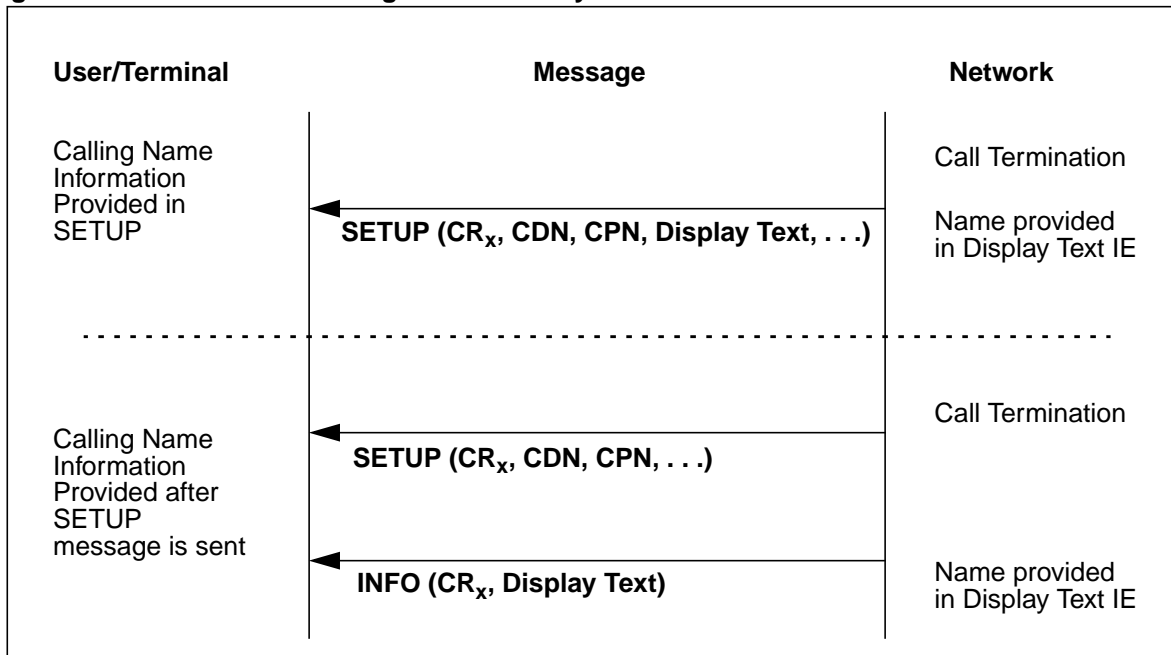 User/Terminal Message Network
Calling Name
Information
Provided in
SETUP
Call Termination
SETUP (CRx, CDN, CPN, Display Text, . . .)
Name provided
in Display Text IE
Call Termination
Calling Name
Information
Provided after
SETUP
message is sent
SETUP (CRx, CDN, CPN, . . .)
INFO (CRx, Display Text)
Name provided
in Display Text IE